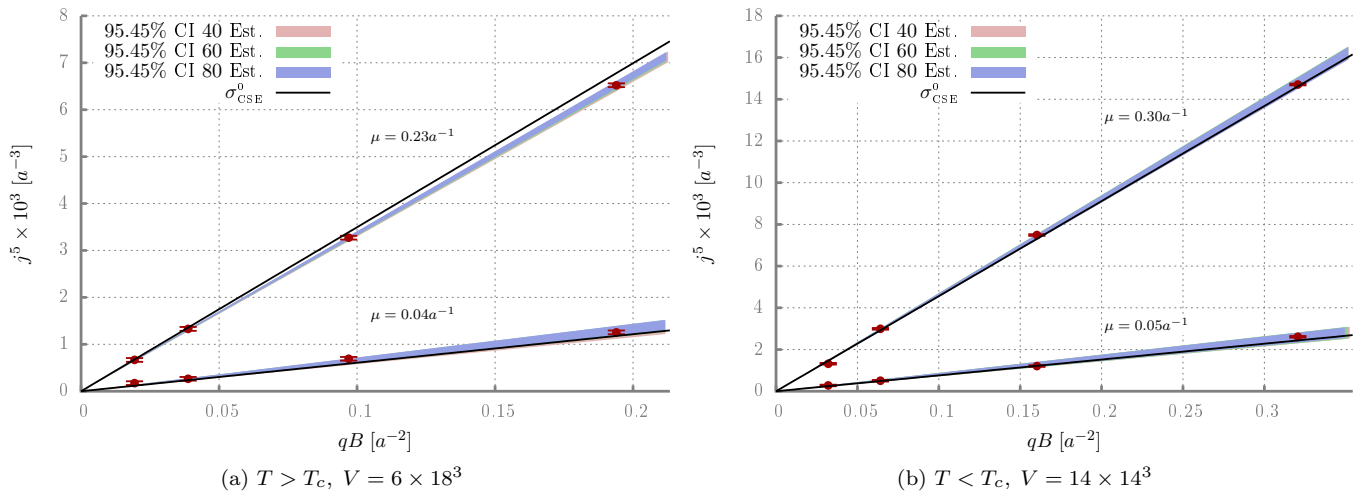 95.45% CI 40 Est.
95.45% CI 60 Est.
95.45% CI 80 Est.
σ⁰_CSE
μ = 0.23a⁻¹
μ = 0.04a⁻¹
j⁵ × 10³ [a⁻³]
8
7
6
5
4
3
2
1
0
0 0.05 0.1 0.15 0.2
qB [a⁻²]
(a) T > T_c, V = 6 × 18³
95.45% CI 40 Est.
95.45% CI 60 Est.
95.45% CI 80 Est.
σ⁰_CSE
μ = 0.30a⁻¹
μ = 0.05a⁻¹
j⁵ × 10³ [a⁻³]
18
16
14
12
10
8
6
4
2
0
0 0.05 0.1 0.15 0.2 0.25 0.3
qB [a⁻²]
(b) T < T_c, V = 14 × 14³